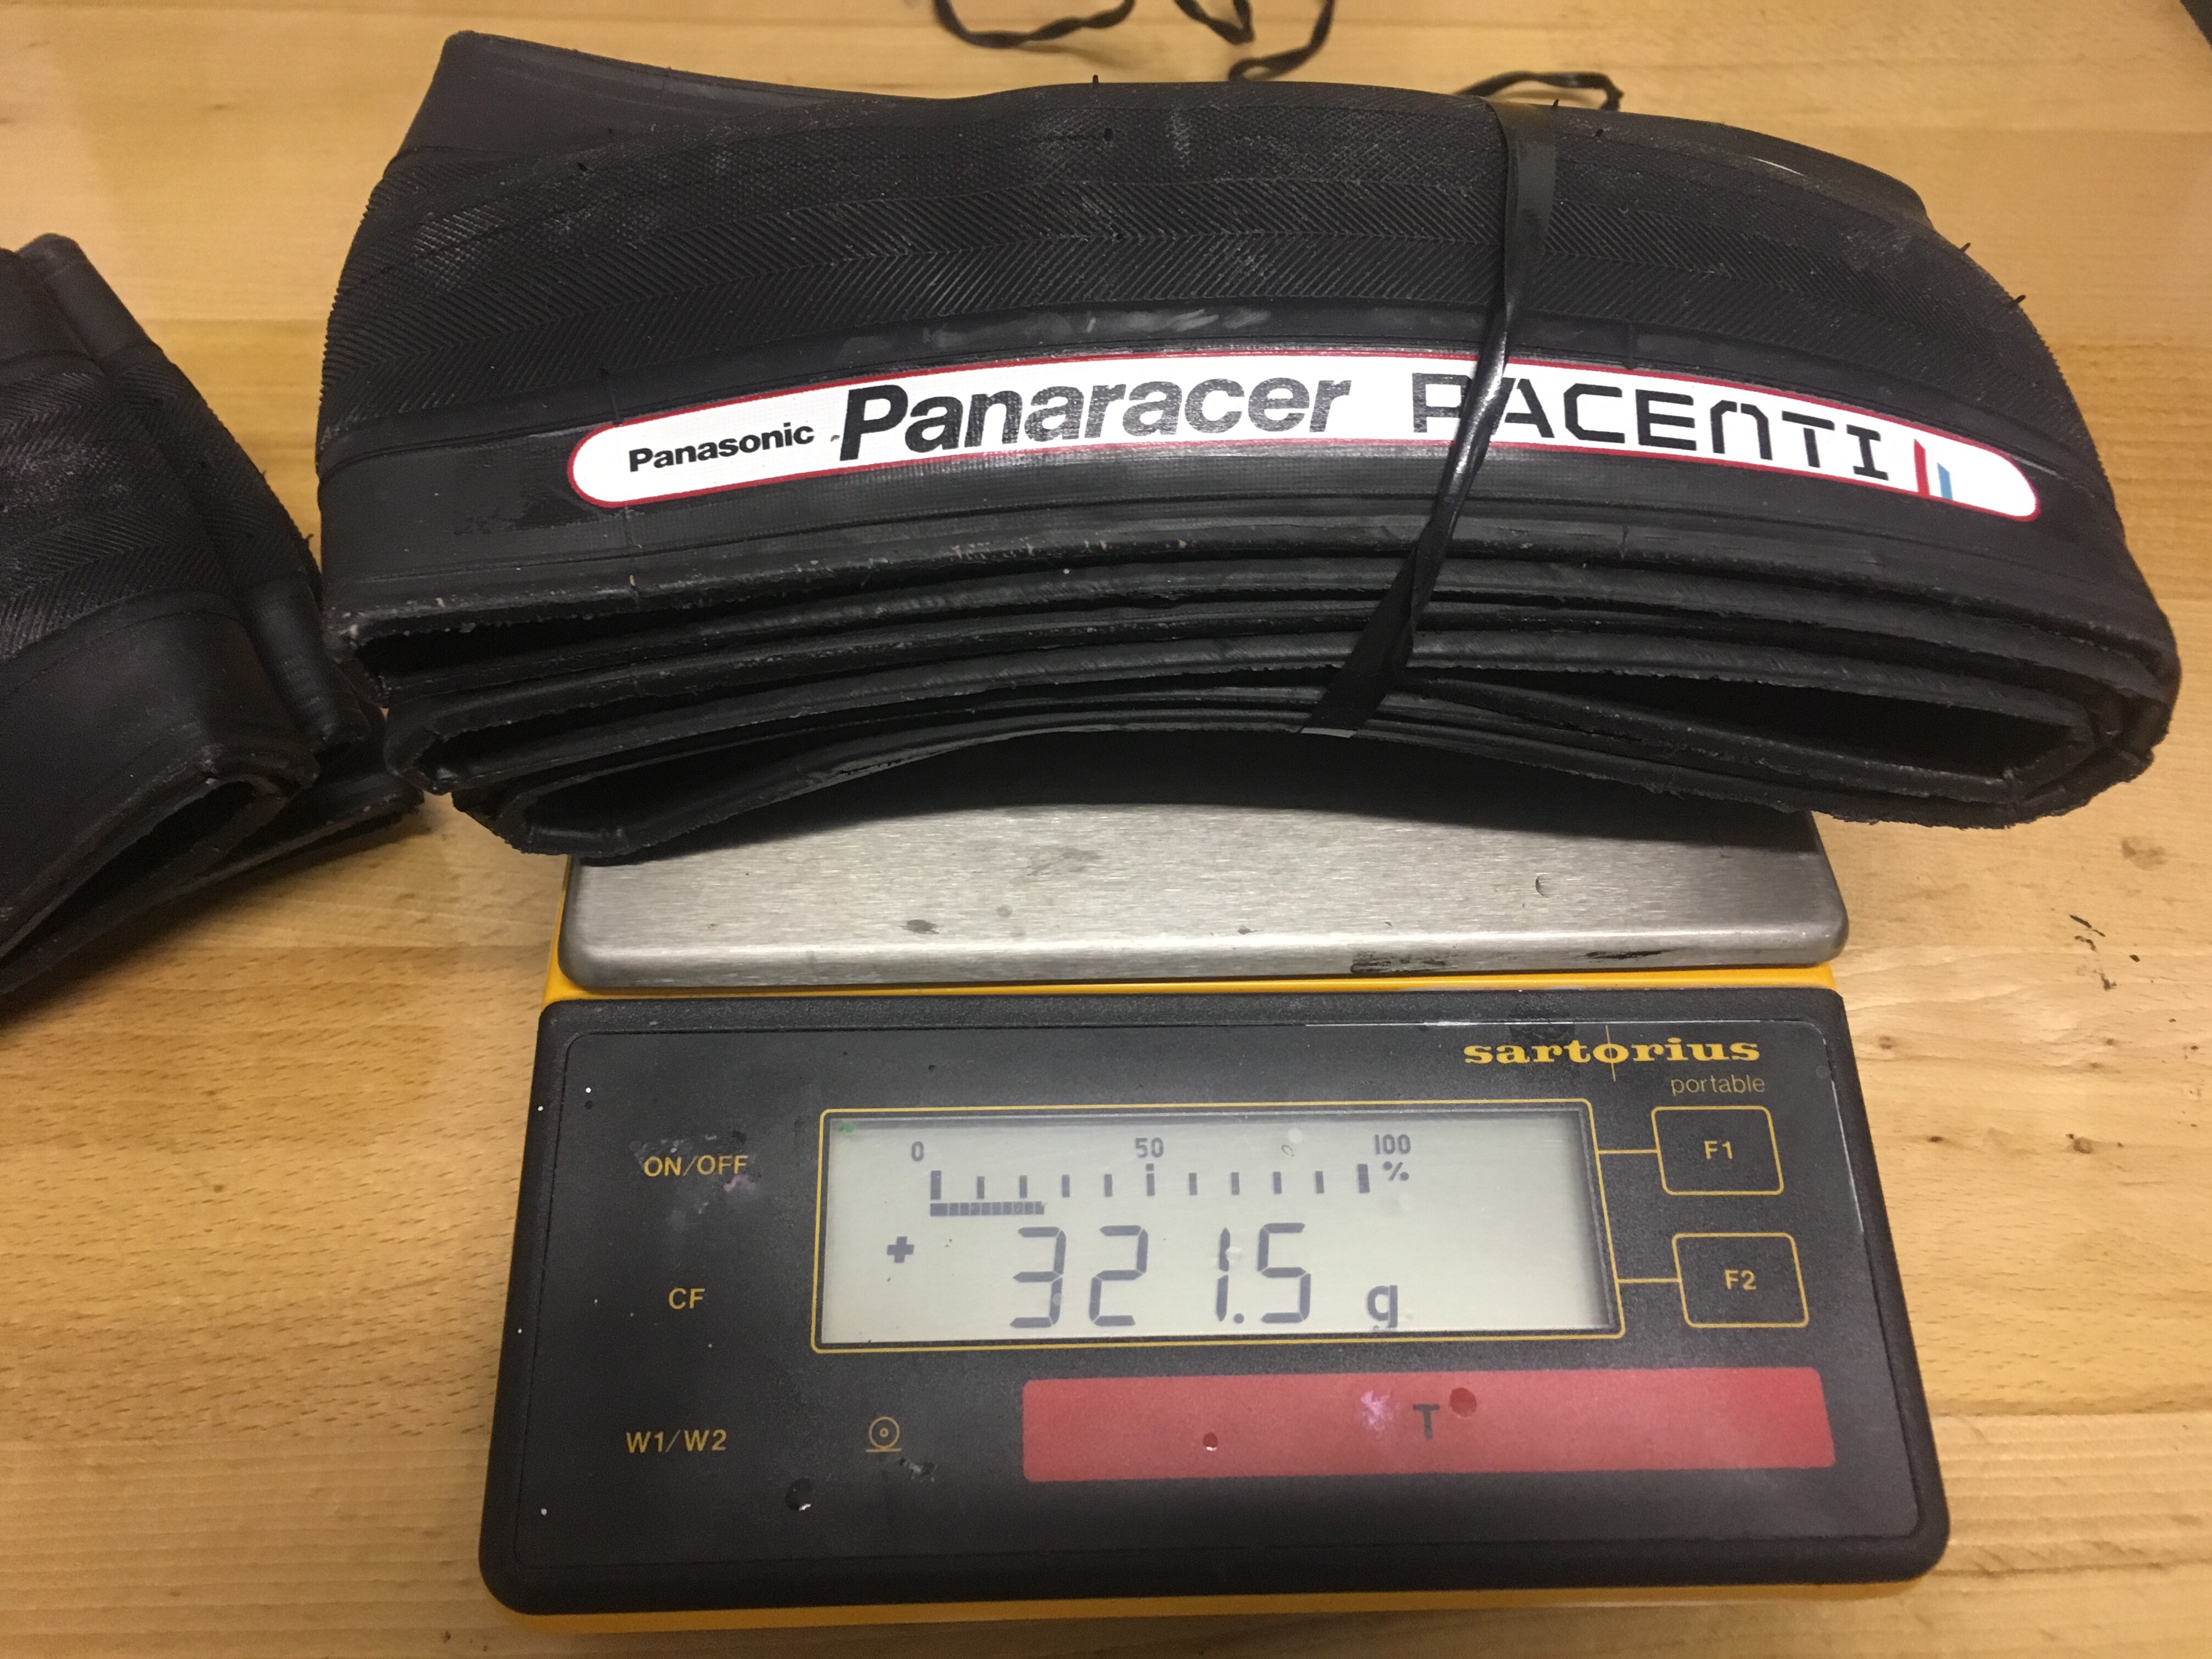 Panasonic Panaracer PACENTI
sartorius
portable
ON/OFF
0 50 100
%
F1
+ 321.5 g
CF
F2
W1/W2
T